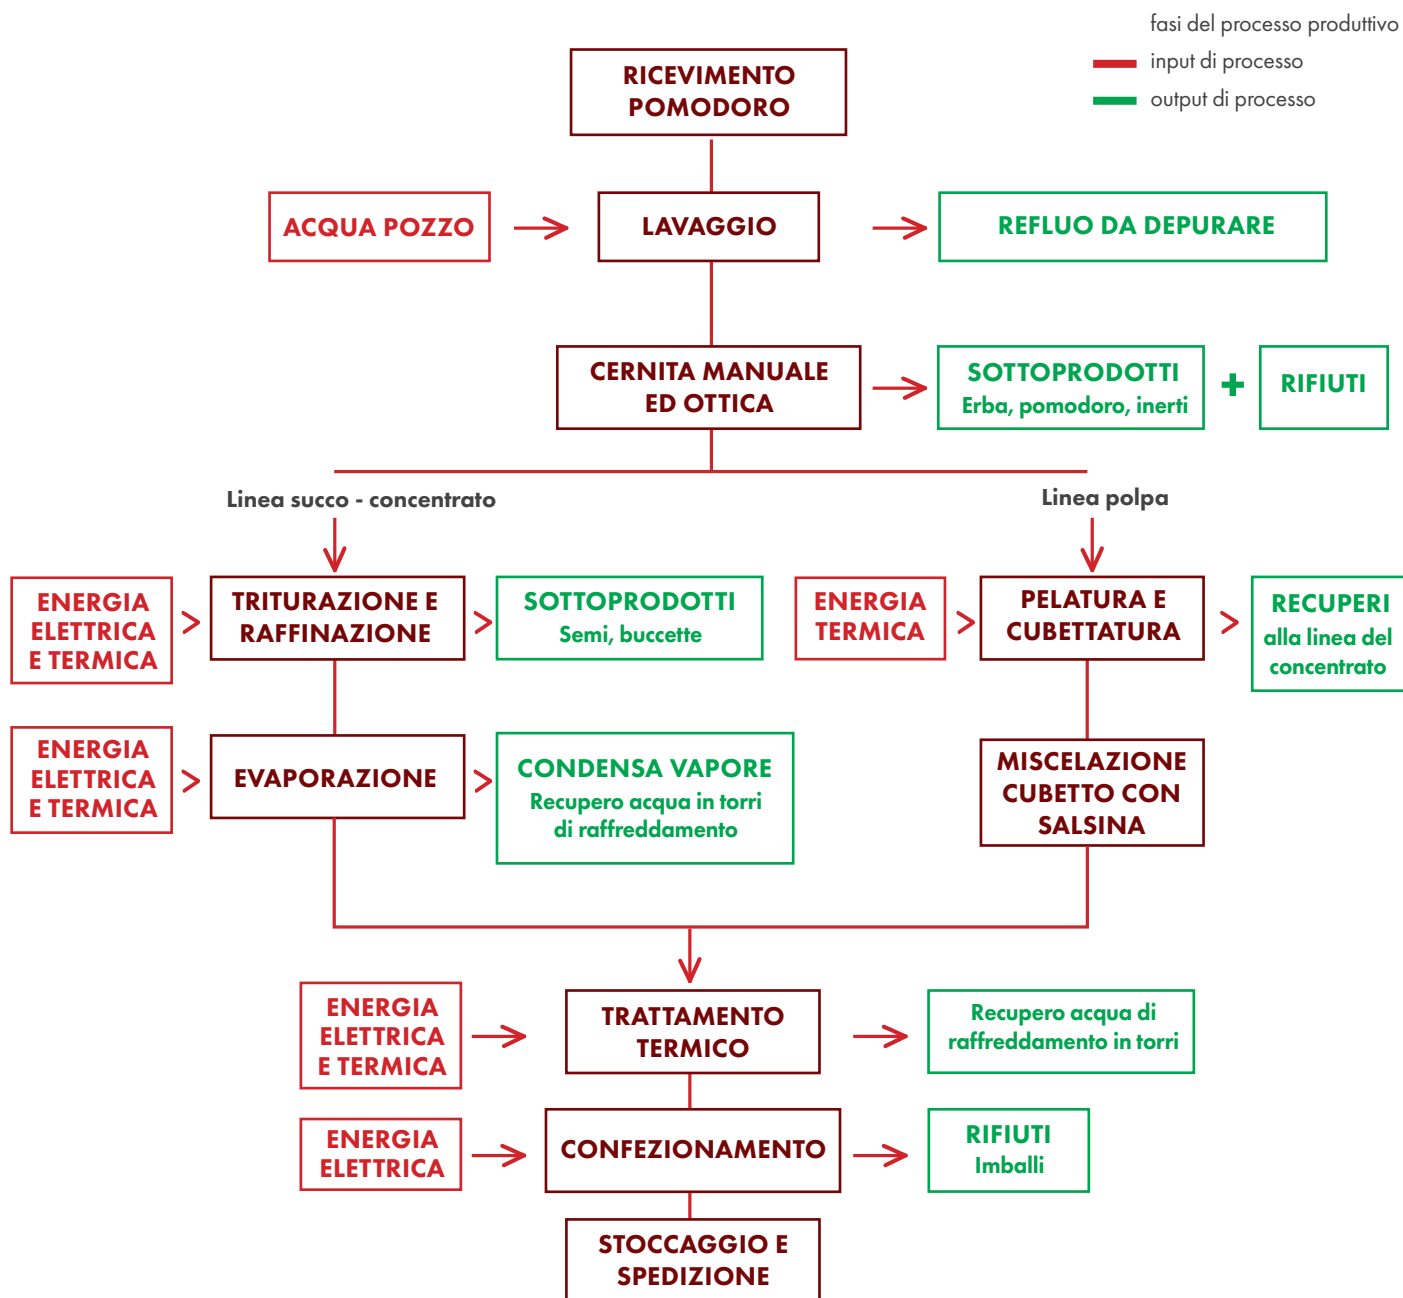 fasi del processo produttivo
input di processo
output di processo
RICEVIMENTO
POMODORO
ACQUA POZZO
LAVAGGIO
REFLUO DA DEPURARE
CERNITA MANUALE
ED OTTICA
SOTTOPRODOTTI
Erba, pomodoro, inerti
+
RIFIUTI
Linea succo - concentrato
Linea polpa
ENERGIA
ELETTRICA
E TERMICA
TRITURAZIONE E
RAFFINAZIONE
SOTTOPRODOTTI
Semi, buccette
ENERGIA
TERMICA
PELATURA E
CUBETTATURA
RECUPERI
alla linea del
concentrato
ENERGIA
ELETTRICA
E TERMICA
EVAPORAZIONE
CONDENSA VAPORE
Recupero acqua in torri
di raffreddamento
MISCELAZIONE
CUBETTO CON
SALSINA
ENERGIA
ELETTRICA
E TERMICA
TRATTAMENTO
TERMICO
Recupero acqua di
raffreddamento in torri
ENERGIA
ELETTRICA
CONFEZIONAMENTO
RIFIUTI
Imballi
STOCCAGGIO E
SPEDIZIONE